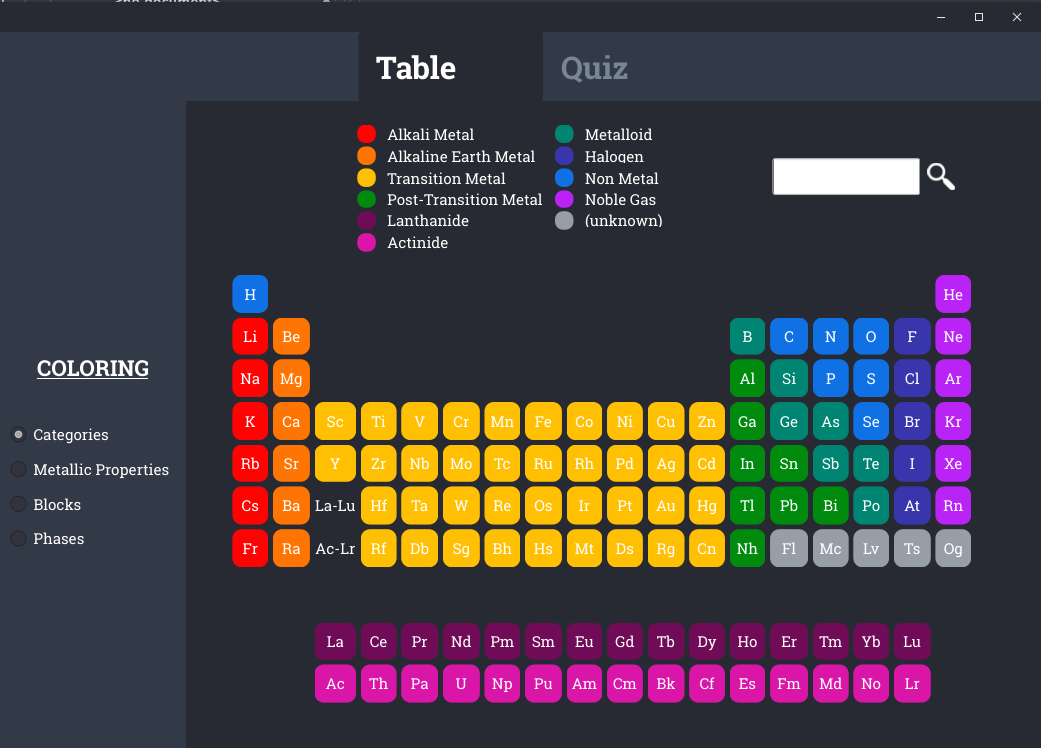 Table Quiz
Alkali Metal Metalloid
Alkaline Earth Metal Halogen
Transition Metal Non Metal
Post-Transition Metal Noble Gas
Lanthanide (unknown)
Actinide
H He
Li Be B C N O F Ne
COLORING
Na Mg Al Si P S Cl Ar
K Ca Sc Ti V Cr Mn Fe Co Ni Cu Zn Ga Ge As Se Br Kr
Categories
Rb Sr Y Zr Nb Mo Tc Ru Rh Pd Ag Cd In Sn Sb Te I Xe
Metallic Properties
Cs Ba La-Lu Hf Ta W Re Os Ir Pt Au Hg Tl Pb Bi Po At Rn
Blocks
Phases
Fr Ra Ac-Lr Rf Db Sg Bh Hs Mt Ds Rg Cn Nh Fl Mc Lv Ts Og
La Ce Pr Nd Pm Sm Eu Gd Tb Dy Ho Er Tm Yb Lu
Ac Th Pa U Np Pu Am Cm Bk Cf Es Fm Md No Lr